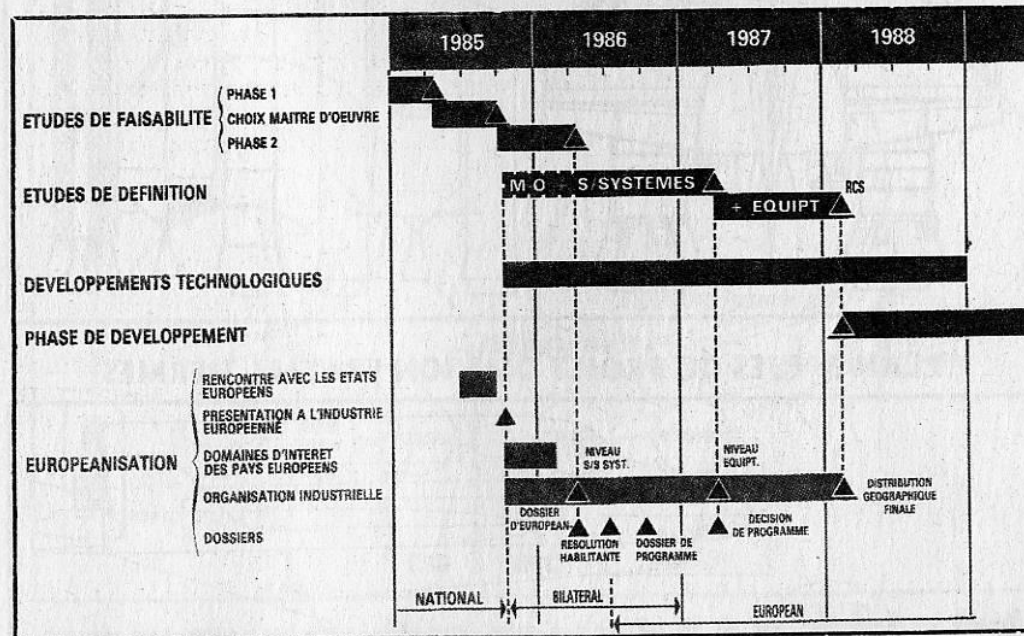 1985 1986 1987 1988
ETUDES DE FAISABILITE
PHASE 1
CHOIX MAITRE D'OEUVRE
PHASE 2
ETUDES DE DEFINITION
M O S/SYSTEMES
+ EQUIPT
RCS
DEVELOPPEMENTS TECHNOLOGIQUES
PHASE DE DEVELOPPEMENT
EUROPEANISATION
RENCONTRE AVEC LES ETATS
EUROPEENS
PRESENTATION A L'INDUSTRIE
EUROPEENNE
DOMAINES D'INTERET
DES PAYS EUROPEENS
ORGANISATION INDUSTRIELLE
DOSSIERS
NIVEAU
S/S SYST.
NIVEAU
EQUIPT.
DISTRIBUTION
GEOGRAPHIQUE
FINALE
DOSSIER
D'EUROPEAN
RESOLUTION
HABILITANTE
DOSSIER DE
PROGRAMME
DECISION
DE PROGRAMME
NATIONAL
BILATERAL
EUROPEAN